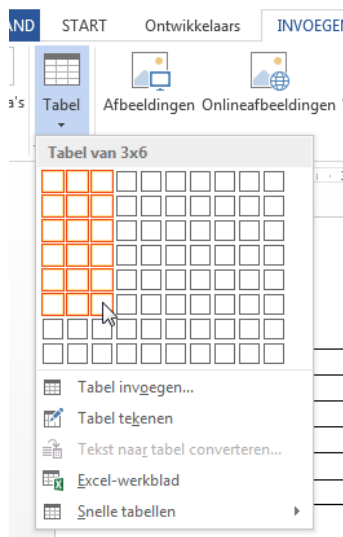 AND START Ontwikkelaars INVOEGEN
a's Tabel Afbeeldingen Onlineafbeeldingen
Tabel van 3x6
Tabel invoegen...
Tabel tekenen
Tekst naar tabel converteren...
Excel-werkblad
Snelle tabellen